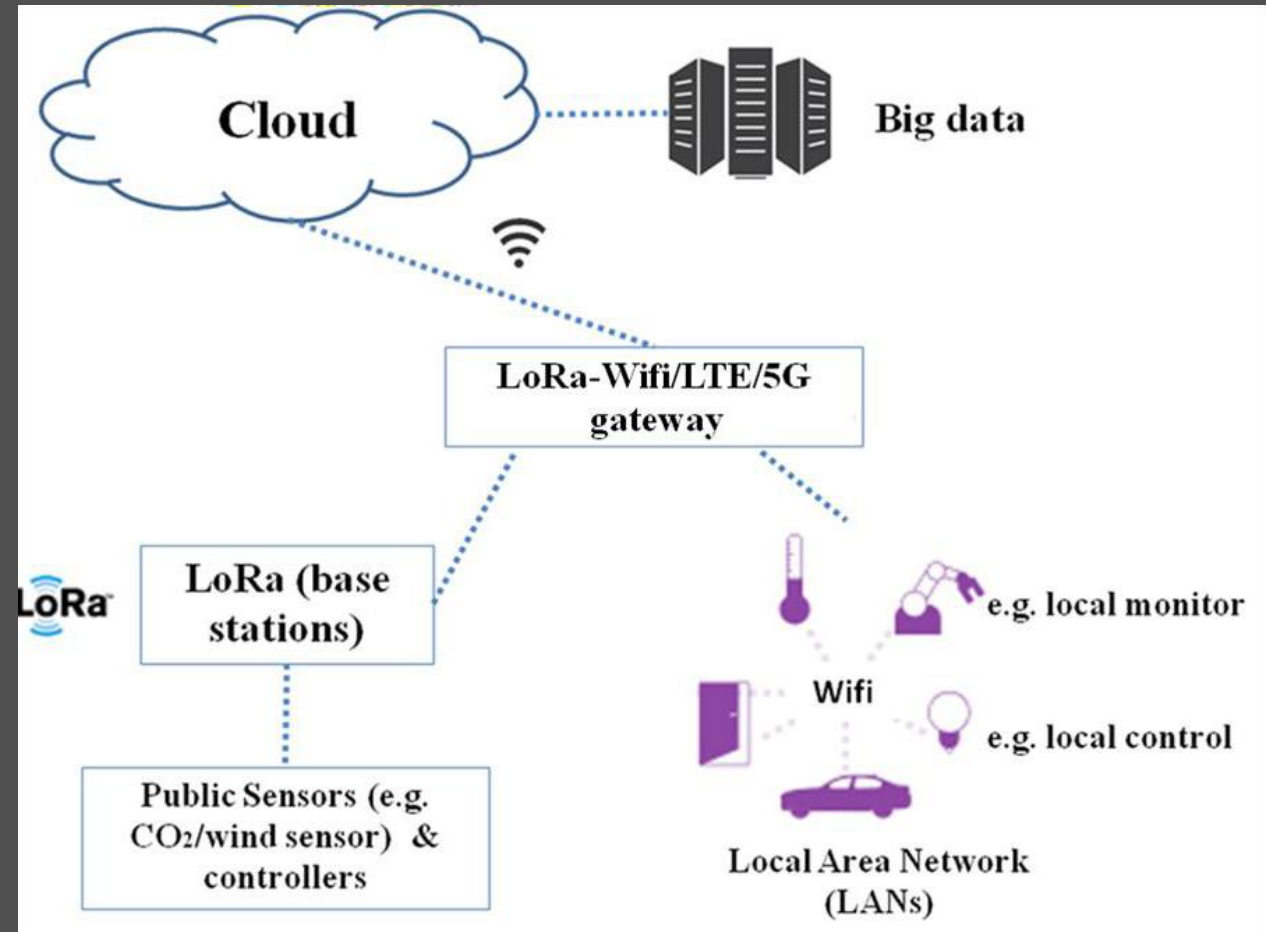 Cloud
Big data
LoRa-Wifi/LTE/5G
gateway
LoRa™
LoRa (base
stations)
e.g. local monitor
Wifi
e.g. local control
Public Sensors (e.g.
CO₂/wind sensor) &
controllers
Local Area Network
(LANs)